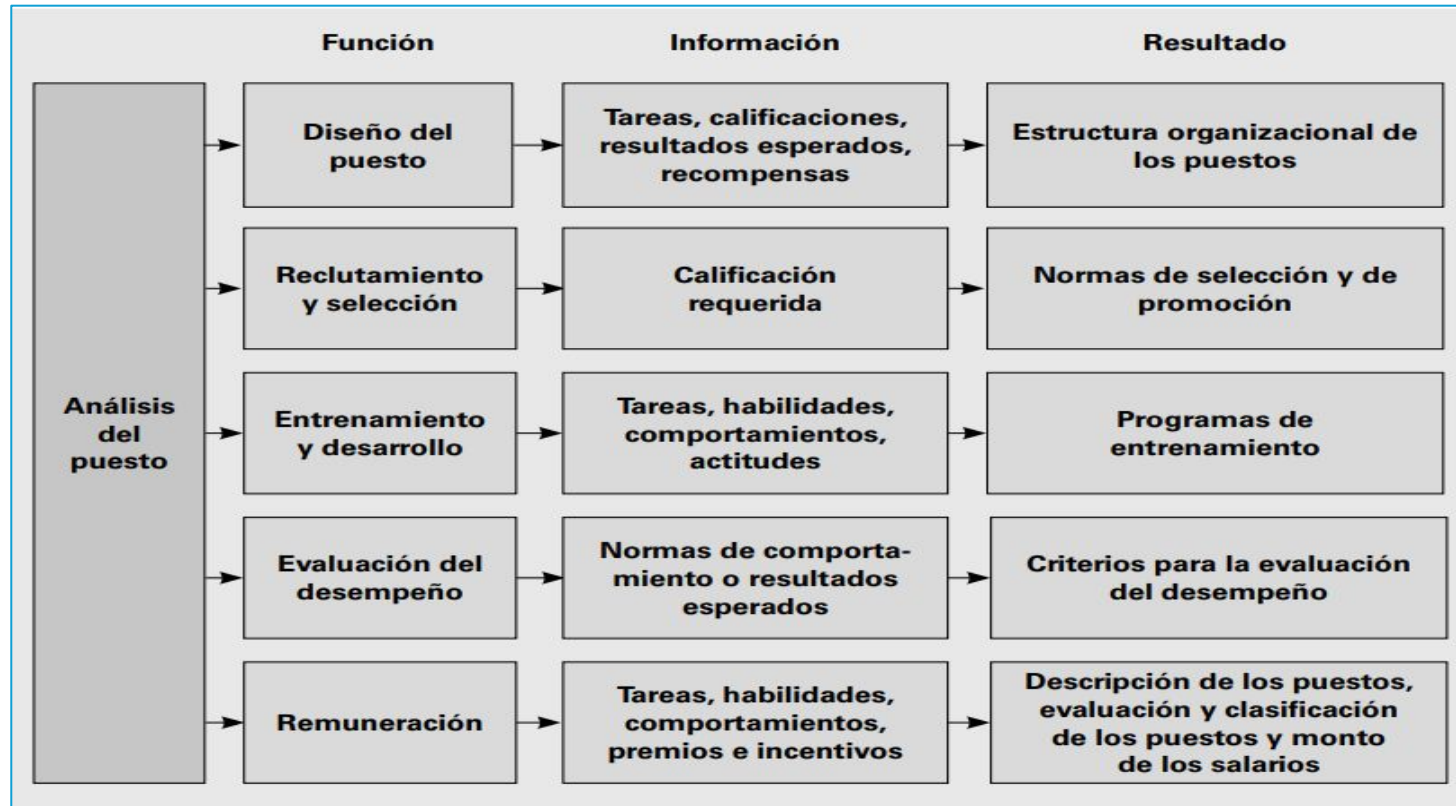 Función
Información
Resultado
Análisis
del
puesto
Diseño del
puesto
Tareas, calificaciones,
resultados esperados,
recompensas
Estructura organizacional de
los puestos
Reclutamiento
y selección
Calificación
requerida
Normas de selección y de
promoción
Entrenamiento
y desarrollo
Tareas, habilidades,
comportamientos,
actitudes
Programas de
entrenamiento
Evaluación del
desempeño
Normas de comporta-
miento o resultados
esperados
Criterios para la evaluación
del desempeño
Remuneración
Tareas, habilidades,
comportamientos,
premios e incentivos
Descripción de los puestos,
evaluación y clasificación
de los puestos y monto
de los salarios